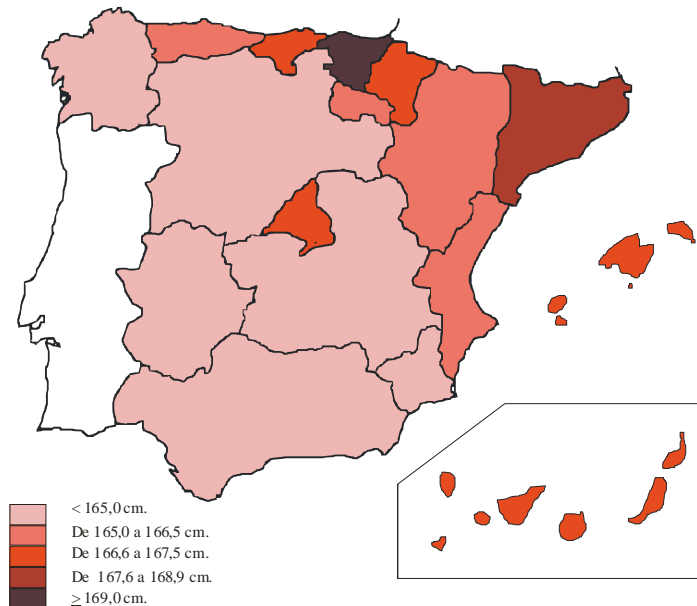 < 165,0 cm.
De 165,0 a 166,5 cm.
De 166,6 a 167,5 cm.
De 167,6 a 168,9 cm.
≥ 169,0 cm.